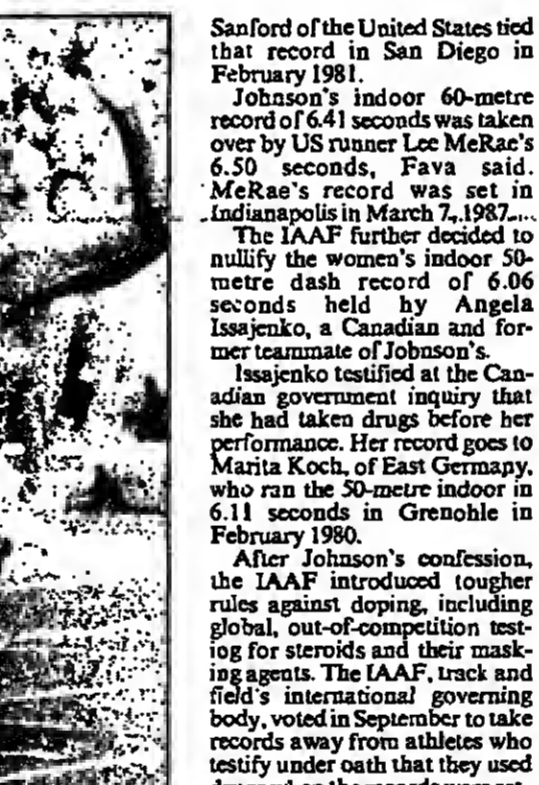 Sanford of the United States tied
that record in San Diego in
February 1981.
Johnson's indoor 60-metre
record of 6.41 seconds was taken
over by US runner Lee McRae's
6.50 seconds, Fava said.
McRae's record was set in
Indianapolis in March 7, 1987.
The IAAF further decided to
nullify the women's indoor 50-
metre dash record of 6.06
seconds held by Angela
Issajenko, a Canadian and for-
mer teammate of Johnson's.
Issajenko testified at the Can-
adian government inquiry that
she had taken drugs before her
performance. Her record goes to
Marita Koch, of East Germany,
who ran the 50-metre indoor in
6.11 seconds in Grenoble in
February 1980.
After Johnson's confession,
the IAAF introduced tougher
rules against doping, including
global, out-of-competition test-
ing for steroids and their mask-
ing agents. The IAAF, track and
field's international governing
body, voted in September to take
records away from athletes who
testify under oath that they used